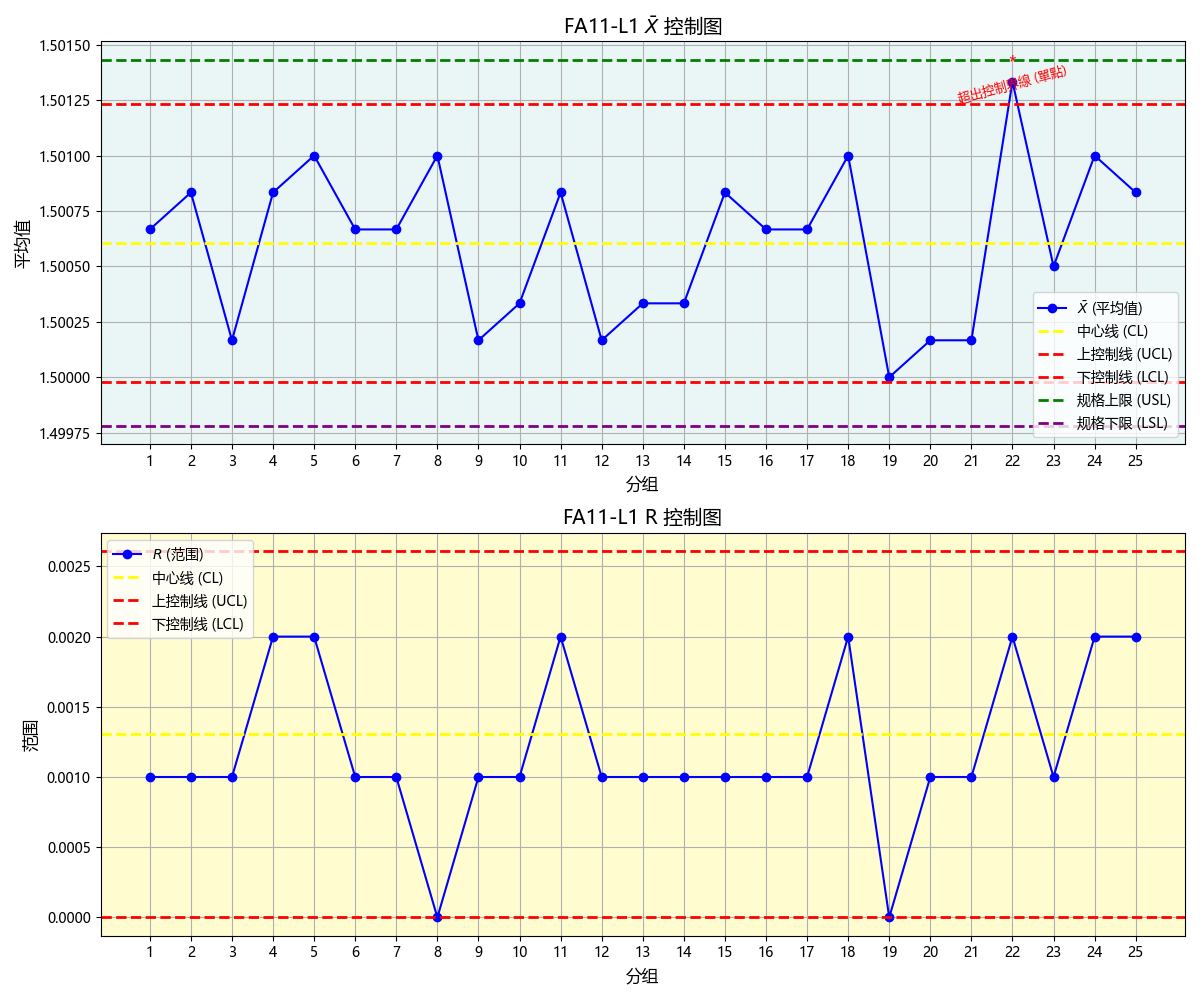 FA11-L1 X̄ 控制图
1.50150
1.50125
1.50100
1.50075
1.50050
1.50025
1.50000
1.49975
平均值
*
超出控制界線 (單點)
X̄ (平均值)
中心线 (CL)
上控制线 (UCL)
下控制线 (LCL)
规格上限 (USL)
规格下限 (LSL)
1 2 3 4 5 6 7 8 9 10 11 12 13 14 15 16 17 18 19 20 21 22 23 24 25
分组
FA11-L1 R 控制图
0.0025
0.0020
0.0015
0.0010
0.0005
0.0000
范围
R (范围)
中心线 (CL)
上控制线 (UCL)
下控制线 (LCL)
1 2 3 4 5 6 7 8 9 10 11 12 13 14 15 16 17 18 19 20 21 22 23 24 25
分组